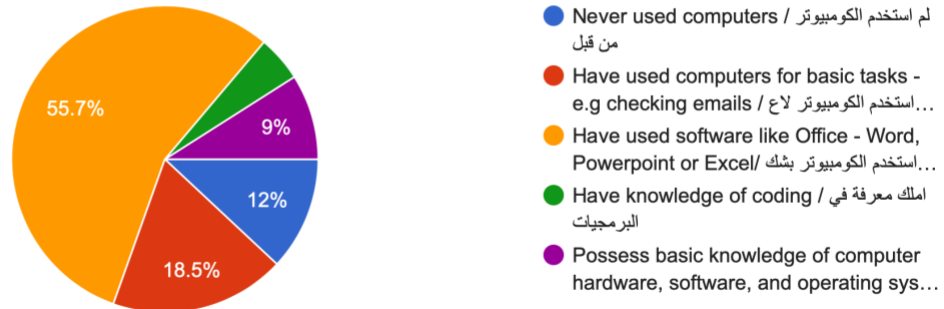 55.7%
9%
12%
18.5%
Never used computers / لم استخدم الكومبيوتر
من قبل
Have used computers for basic tasks -
e.g checking emails / استخدم الكومبيوتر لاع...
Have used software like Office - Word,
Powerpoint or Excel/ استخدم الكومبيوتر بشك...
Have knowledge of coding / املك معرفة في
البرمجيات
Possess basic knowledge of computer
hardware, software, and operating sys...